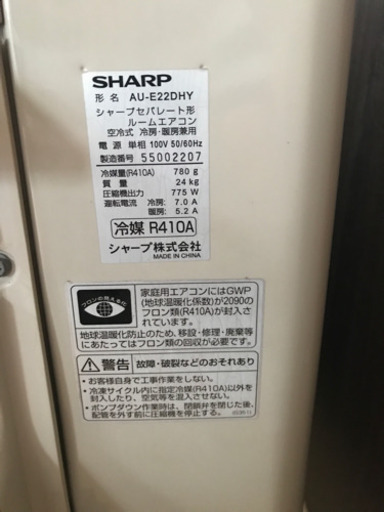 SHARP
形名 AU-E22DHY
シャープセパレート形
ルームエアコン
空冷式 冷房・暖房兼用
電源 単相 100V 50/60Hz
製造番号 55002207
冷媒量(R410A) 780g
質量 24kg
圧縮機出力 775W
運転電流 冷房: 7.0A
暖房: 5.2A
冷媒 R410A
シャープ株式会社
MADE IN CHINA
フロンの見える化
家庭用エアコンにはGWP
(地球温暖化係数)が2090の
フロン類(R410A)が封入さ
れています。
地球温暖化防止のため、移設・修理・廃棄等
にあたってはフロン類の回収が必要です。
警告 故障・破裂などのおそれあり
・お客様自身で工事作業をしない。
・冷凍サイクル内に指定冷媒(R410A)以外を
封入したり、空気等を混入させない。
・ポンプダウン作業時は、閉鎖弁を閉じた後、
配管を外す前に圧縮機を停止する。